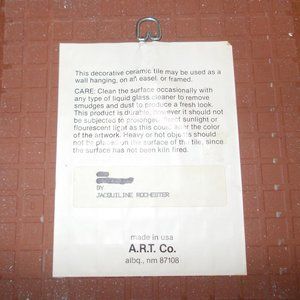 This decorative ceramic tile may be used as a
wall hanging, on an easel, or framed.
CARE: Clean the surface occasionally with
any type of liquid glass cleaner to remove
smudges and dust to produce a fresh look.
This product is durable, however it should not
be subjected to prolonged direct sunlight or
flourescent light as this could alter the color
of the artwork. Heavy or hot objects should
not be placed on the surface of the tile, since
the surface has not been kiln fired.
BY
JACQUILINE ROCHESTER
made in usa
A.R.T. Co.
albq., nm 87108